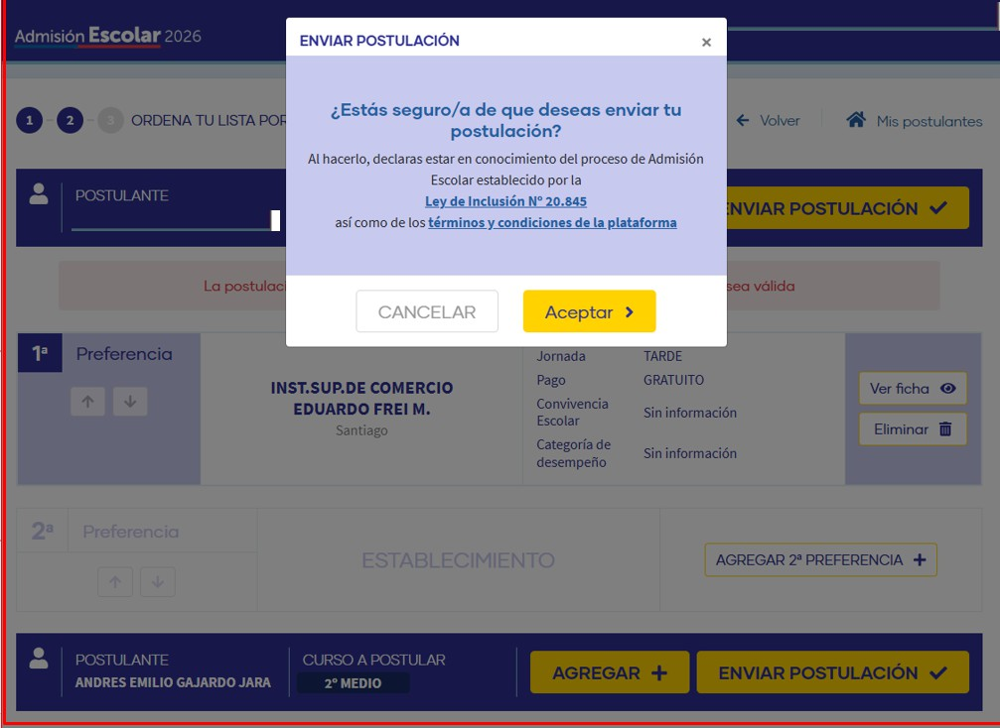 Admisión Escolar 2026
ENVIAR POSTULACIÓN
×
¿Estás seguro/a de que deseas enviar tu
postulación?
Al hacerlo, declaras estar en conocimiento del proceso de Admisión
Escolar establecido por la
Ley de Inclusión Nº 20.845
así como de los términos y condiciones de la plataforma
CANCELAR
Aceptar
1 2 3 ORDENA TU LISTA POR
Volver
Mis postulantes
POSTULANTE
ENVIAR POSTULACIÓN
La postulaci
sea válida
1ª Preferencia
INST.SUP.DE COMERCIO
EDUARDO FREI M.
Santiago
Jornada TARDE
Pago GRATUITO
Convivencia
Escolar
Sin información
Categoría de
desempeño
Sin información
Ver ficha
Eliminar
2ª Preferencia
ESTABLECIMIENTO
AGREGAR 2ª PREFERENCIA +
POSTULANTE
ANDRES EMILIO GAJARDO JARA
CURSO A POSTULAR
2º MEDIO
AGREGAR +
ENVIAR POSTULACIÓN